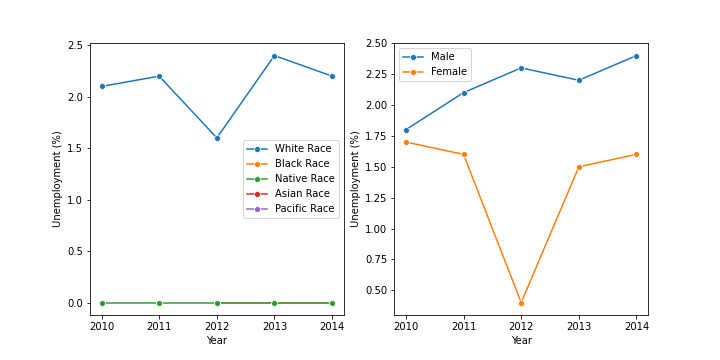 2.5
2.0
1.5
1.0
0.5
0.0
Unemployment (%)
White Race
Black Race
Native Race
Asian Race
Pacific Race
2010 2011 2012 2013 2014
Year
2.50
2.25
2.00
1.75
1.50
1.25
1.00
0.75
0.50
Unemployment (%)
Male
Female
2010 2011 2012 2013 2014
Year